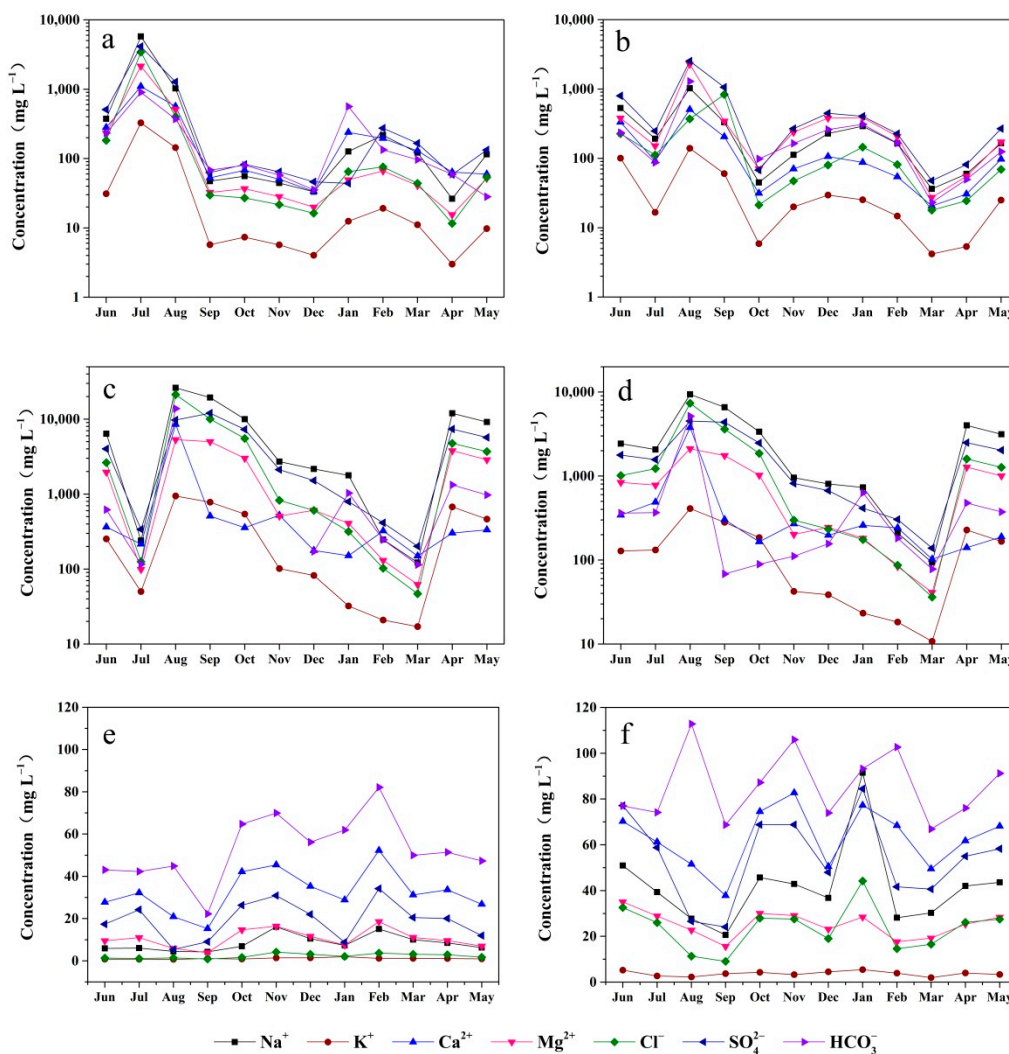 a
Concentration（mg L⁻¹）
10,000
1,000
100
10
1
Jun Jul Aug Sep Oct Nov Dec Jan Feb Mar Apr May
b
Concentration（mg L⁻¹）
10,000
1,000
100
10
1
Jun Jul Aug Sep Oct Nov Dec Jan Feb Mar Apr May
c
Concentration（mg L⁻¹）
10,000
1,000
100
10
Jun Jul Aug Sep Oct Nov Dec Jan Feb Mar Apr May
d
Concentration（mg L⁻¹）
10,000
1,000
100
10
Jun Jul Aug Sep Oct Nov Dec Jan Feb Mar Apr May
e
Concentration（mg L⁻¹）
120
100
80
60
40
20
0
Jun Jul Aug Sep Oct Nov Dec Jan Feb Mar Apr May
f
Concentration（mg L⁻¹）
120
100
80
60
40
20
0
Jun Jul Aug Sep Oct Nov Dec Jan Feb Mar Apr May
Na⁺ K⁺ Ca²⁺ Mg²⁺ Cl⁻ SO₄²⁻ HCO₃⁻